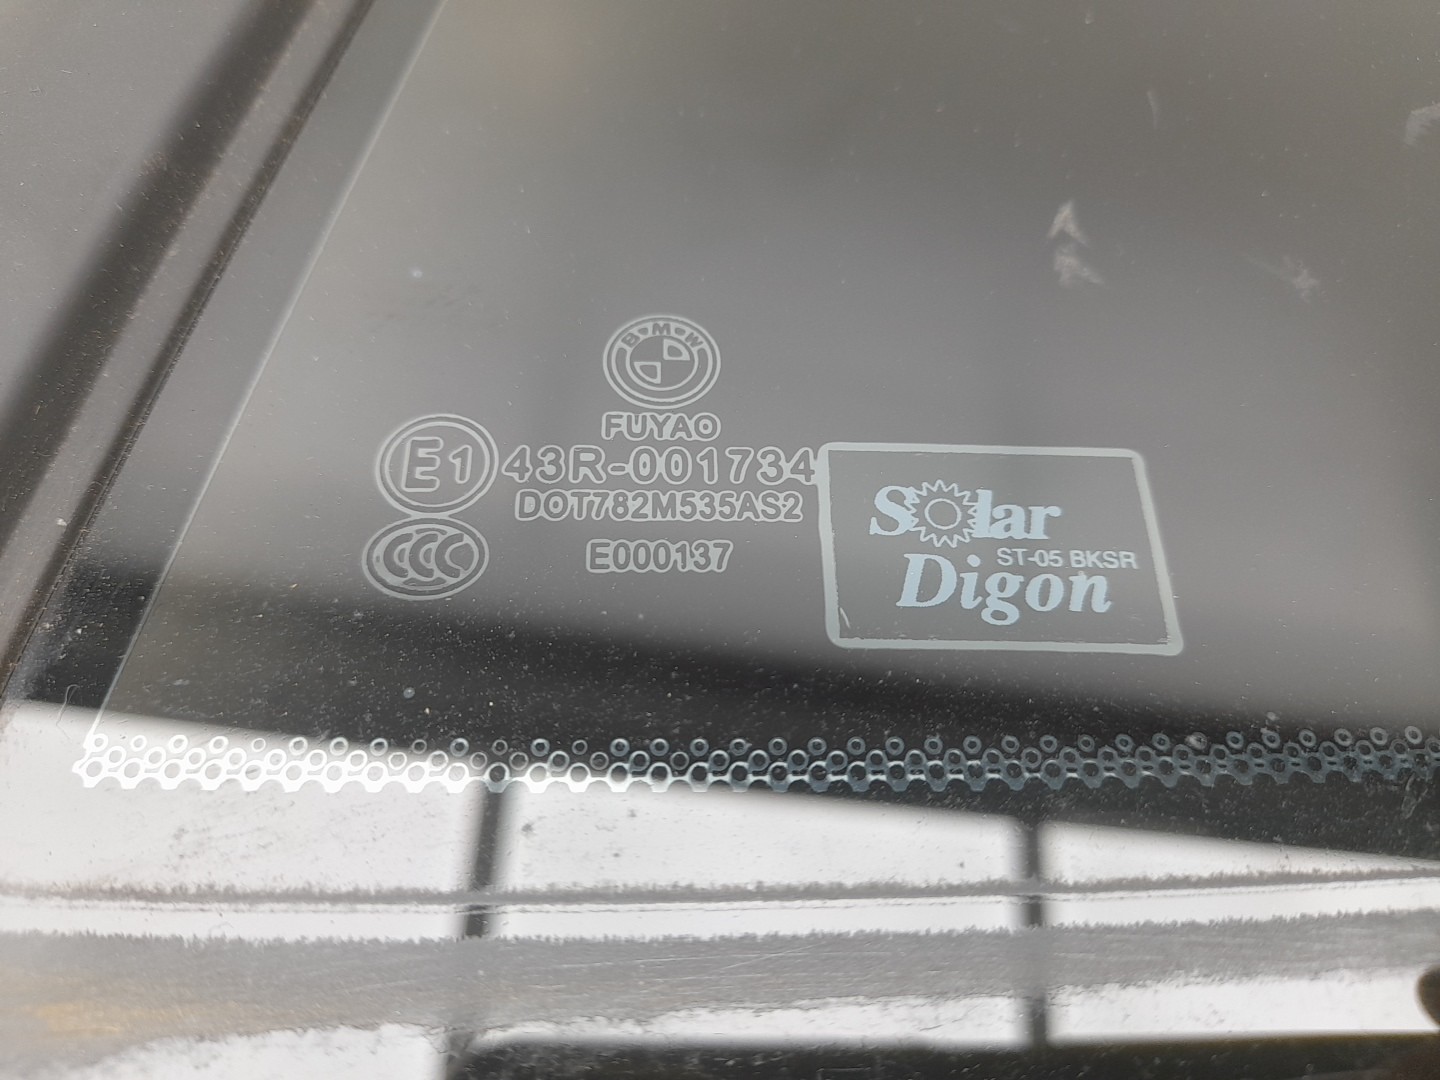 BMW
FUYAO
E1 43R-001734
DOT782M535AS2
CCC E000137
Solar
ST-05 BKSR
Digon